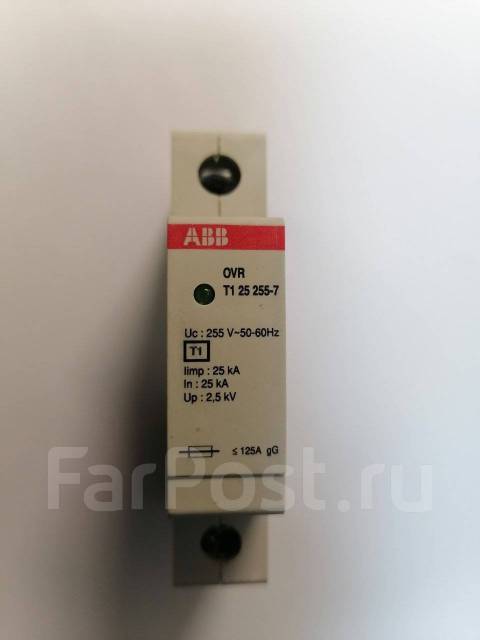 ABB
OVR
T1 25 255-7
Uc : 255 V~50-60Hz
T1
Iimp : 25 kA
In : 25 kA
Up : 2,5 kV
≤ 125A gG
FarPost.ru